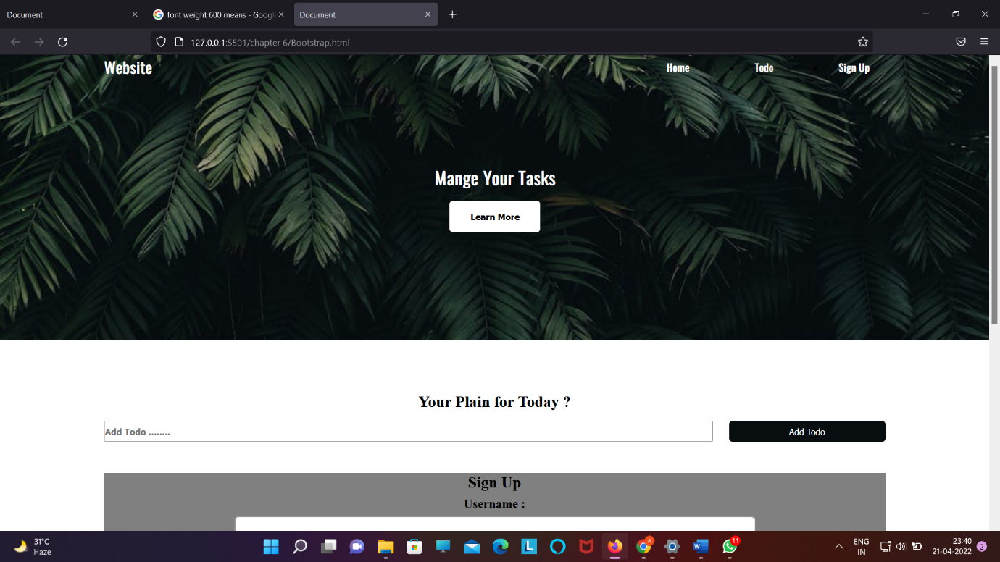 Document
font weight 600 means - Googl
Document
127.0.0.1:5501/chapter 6/Bootstrap.html
Website
Home
Todo
Sign Up
Mange Your Tasks
Learn More
Your Plain for Today ?
Add Todo ........
Add Todo
Sign Up
Username :
31°C
Haze
L
W
A
11
ENG
IN
23:40
21-04-2022
2